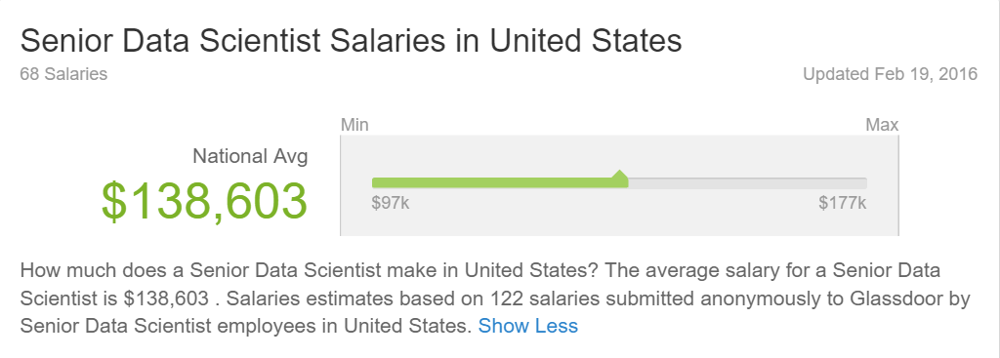 Senior Data Scientist Salaries in United States
68 Salaries
Updated Feb 19, 2016
Min
Max
National Avg
$138,603
$97k
$177k
How much does a Senior Data Scientist make in United States? The average salary for a Senior Data
Scientist is $138,603 . Salaries estimates based on 122 salaries submitted anonymously to Glassdoor by
Senior Data Scientist employees in United States. Show Less